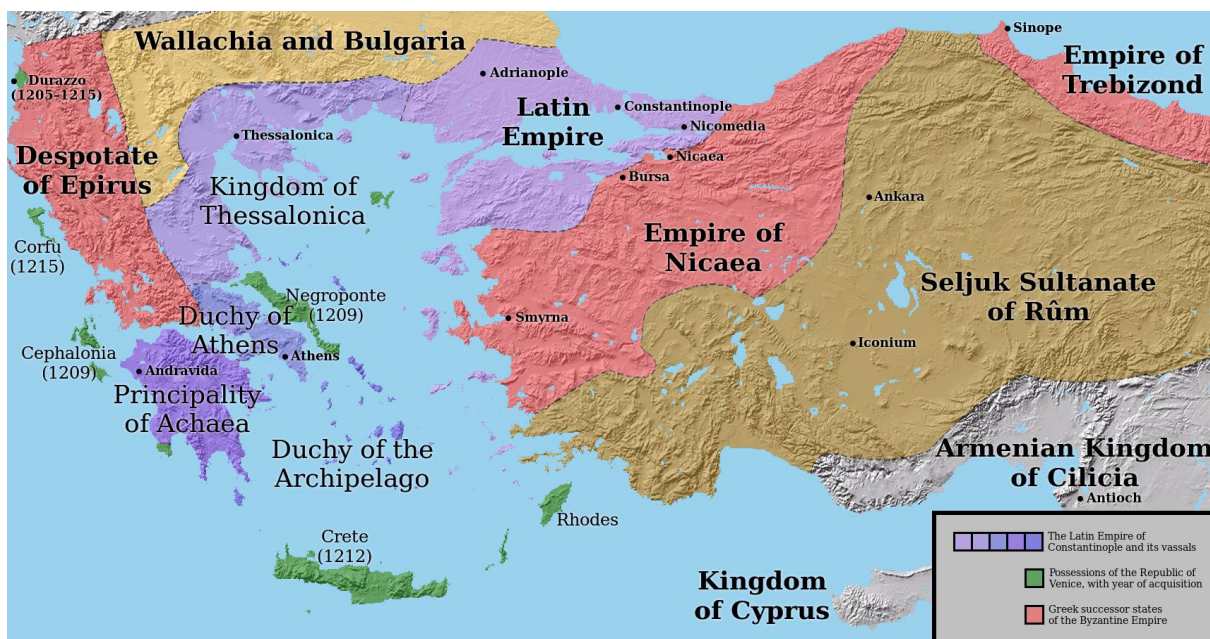 Wallachia and Bulgaria
Sinope
Empire of
Trebizond
Durazzo
(1205–1215)
Adrianople
Latin
Empire
Constantinople
Nicomedia
Thessalonica
Despotate
of Epirus
Nicaea
Bursa
Kingdom of
Thessalonica
Ankara
Corfu
(1215)
Empire of
Nicaea
Seljuk Sultanate
of Rûm
Negroponte
(1209)
Duchy of
Athens
Smyrna
Iconium
Cephalonia
(1209)
Athens
Andravida
Principality
of Achaea
Duchy of the
Archipelago
Armenian Kingdom
of Cilicia
Antioch
Rhodes
Crete
(1212)
Kingdom
of Cyprus
The Latin Empire of
Constantinople and its vassals
Possessions of the Republic of
Venice, with year of acquisition
Greek successor states
of the Byzantine Empire